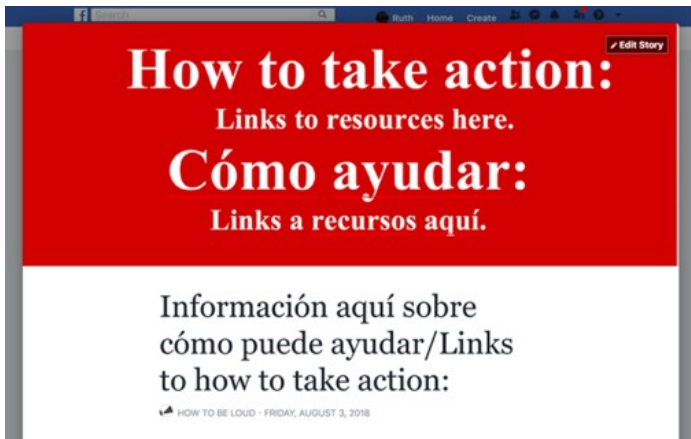 Search
Ruth Home Create
Edit Story
How to take action:
Links to resources here.
Cómo ayudar:
Links a recursos aquí.
Información aquí sobre
cómo puede ayudar/Links
to how to take action:
HOW TO BE LOUD · FRIDAY, AUGUST 3, 2018